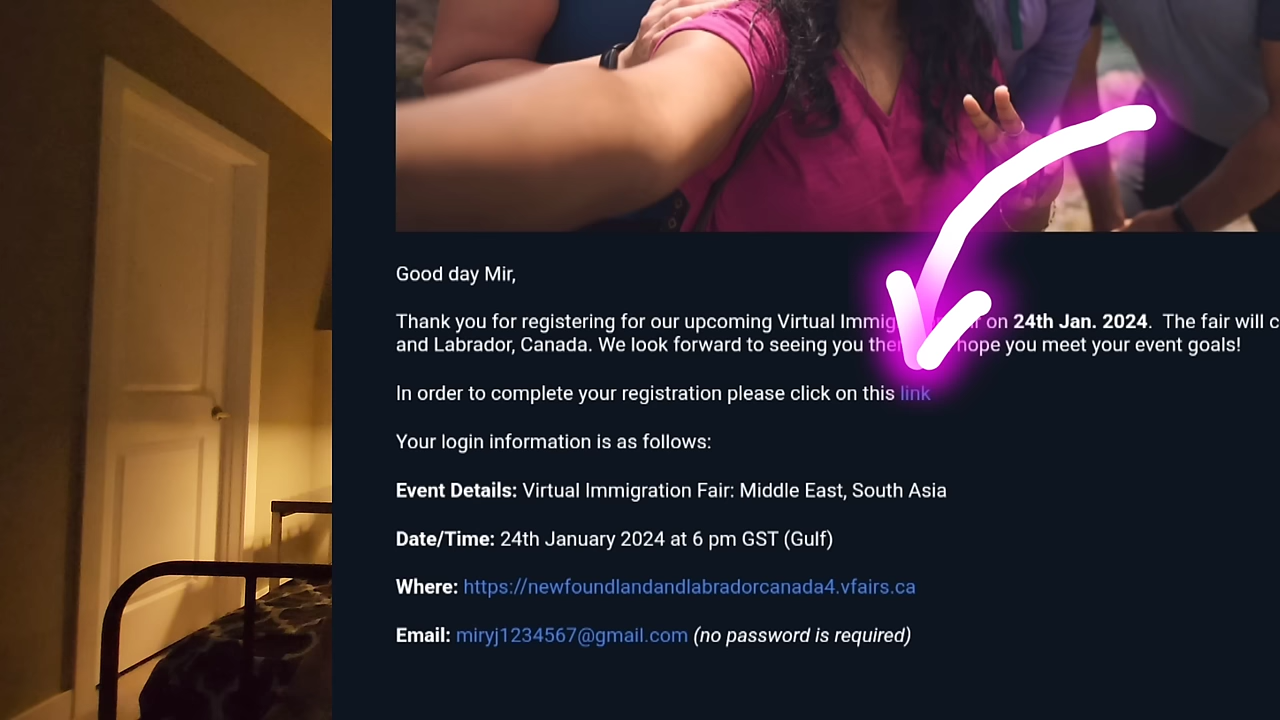 Good day Mir,
Thank you for registering for our upcoming Virtual Immig on 24th Jan. 2024. The fair will c
and Labrador, Canada. We look forward to seeing you hope you meet your event goals!
In order to complete your registration please click on this link
Your login information is as follows:
Event Details: Virtual Immigration Fair: Middle East, South Asia
Date/Time: 24th January 2024 at 6 pm GST (Gulf)
Where: https://newfoundlandandlabradorcanada4.vfairs.ca
Email: miryj1234567@gmail.com (no password is required)